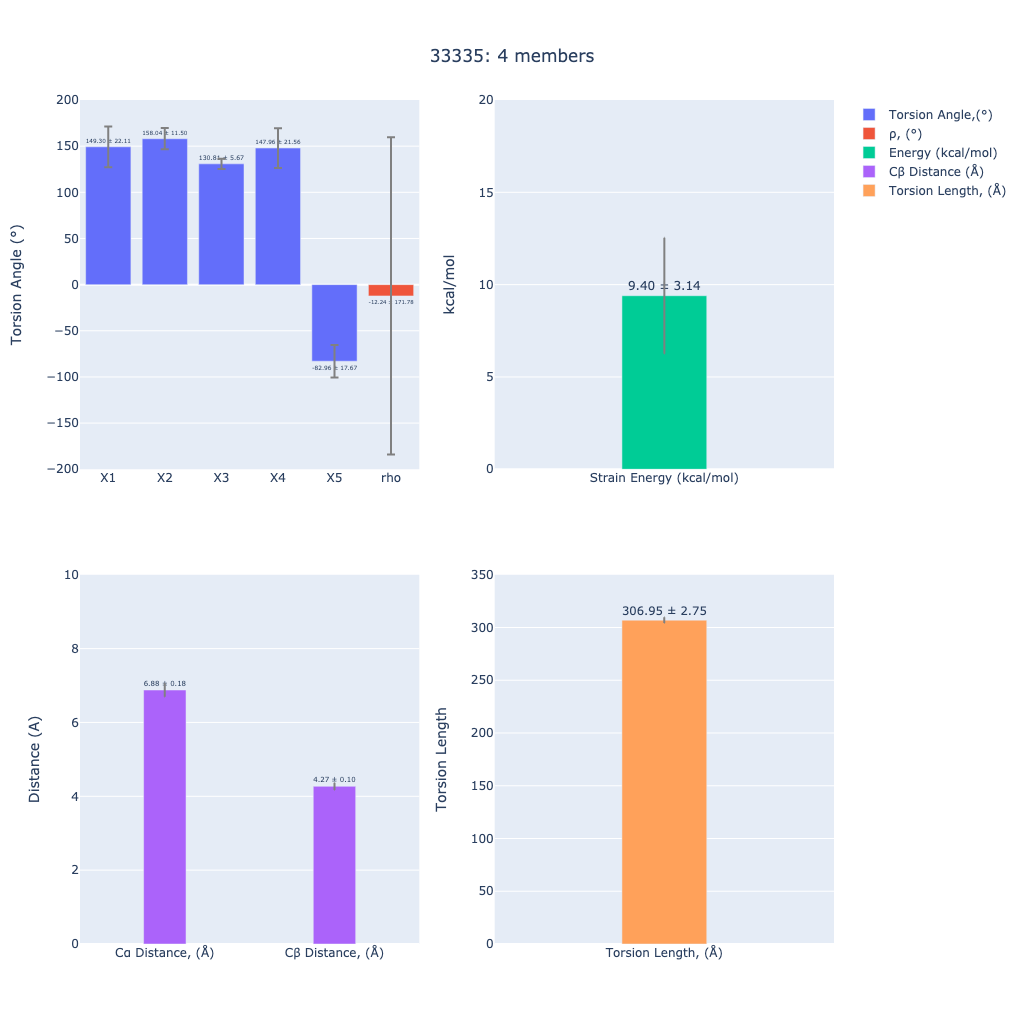 33335: 4 members
200
150
100
50
0
−50
−100
−150
−200
Torsion Angle (°)
149.30 ± 22.11
158.04 ± 11.50
130.81 ± 5.67
147.96 ± 21.56
-82.96 ± 17.67
-12.24 ± 171.78
X1
X2
X3
X4
X5
rho
20
15
10
5
0
kcal/mol
9.40 ± 3.14
Strain Energy (kcal/mol)
Torsion Angle,(°)
ρ, (°)
Energy (kcal/mol)
Cβ Distance (Å)
Torsion Length, (Å)
10
8
6
4
2
0
Distance (A)
6.88 ± 0.18
4.27 ± 0.10
Cα Distance, (Å)
Cβ Distance, (Å)
350
300
250
200
150
100
50
0
Torsion Length
306.95 ± 2.75
Torsion Length, (Å)